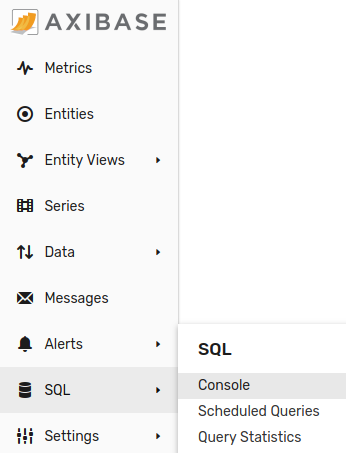 AXIBASE
Metrics
Entities
Entity Views
Series
Data
Messages
Alerts
SQL
Settings
SQL
Console
Scheduled Queries
Query Statistics